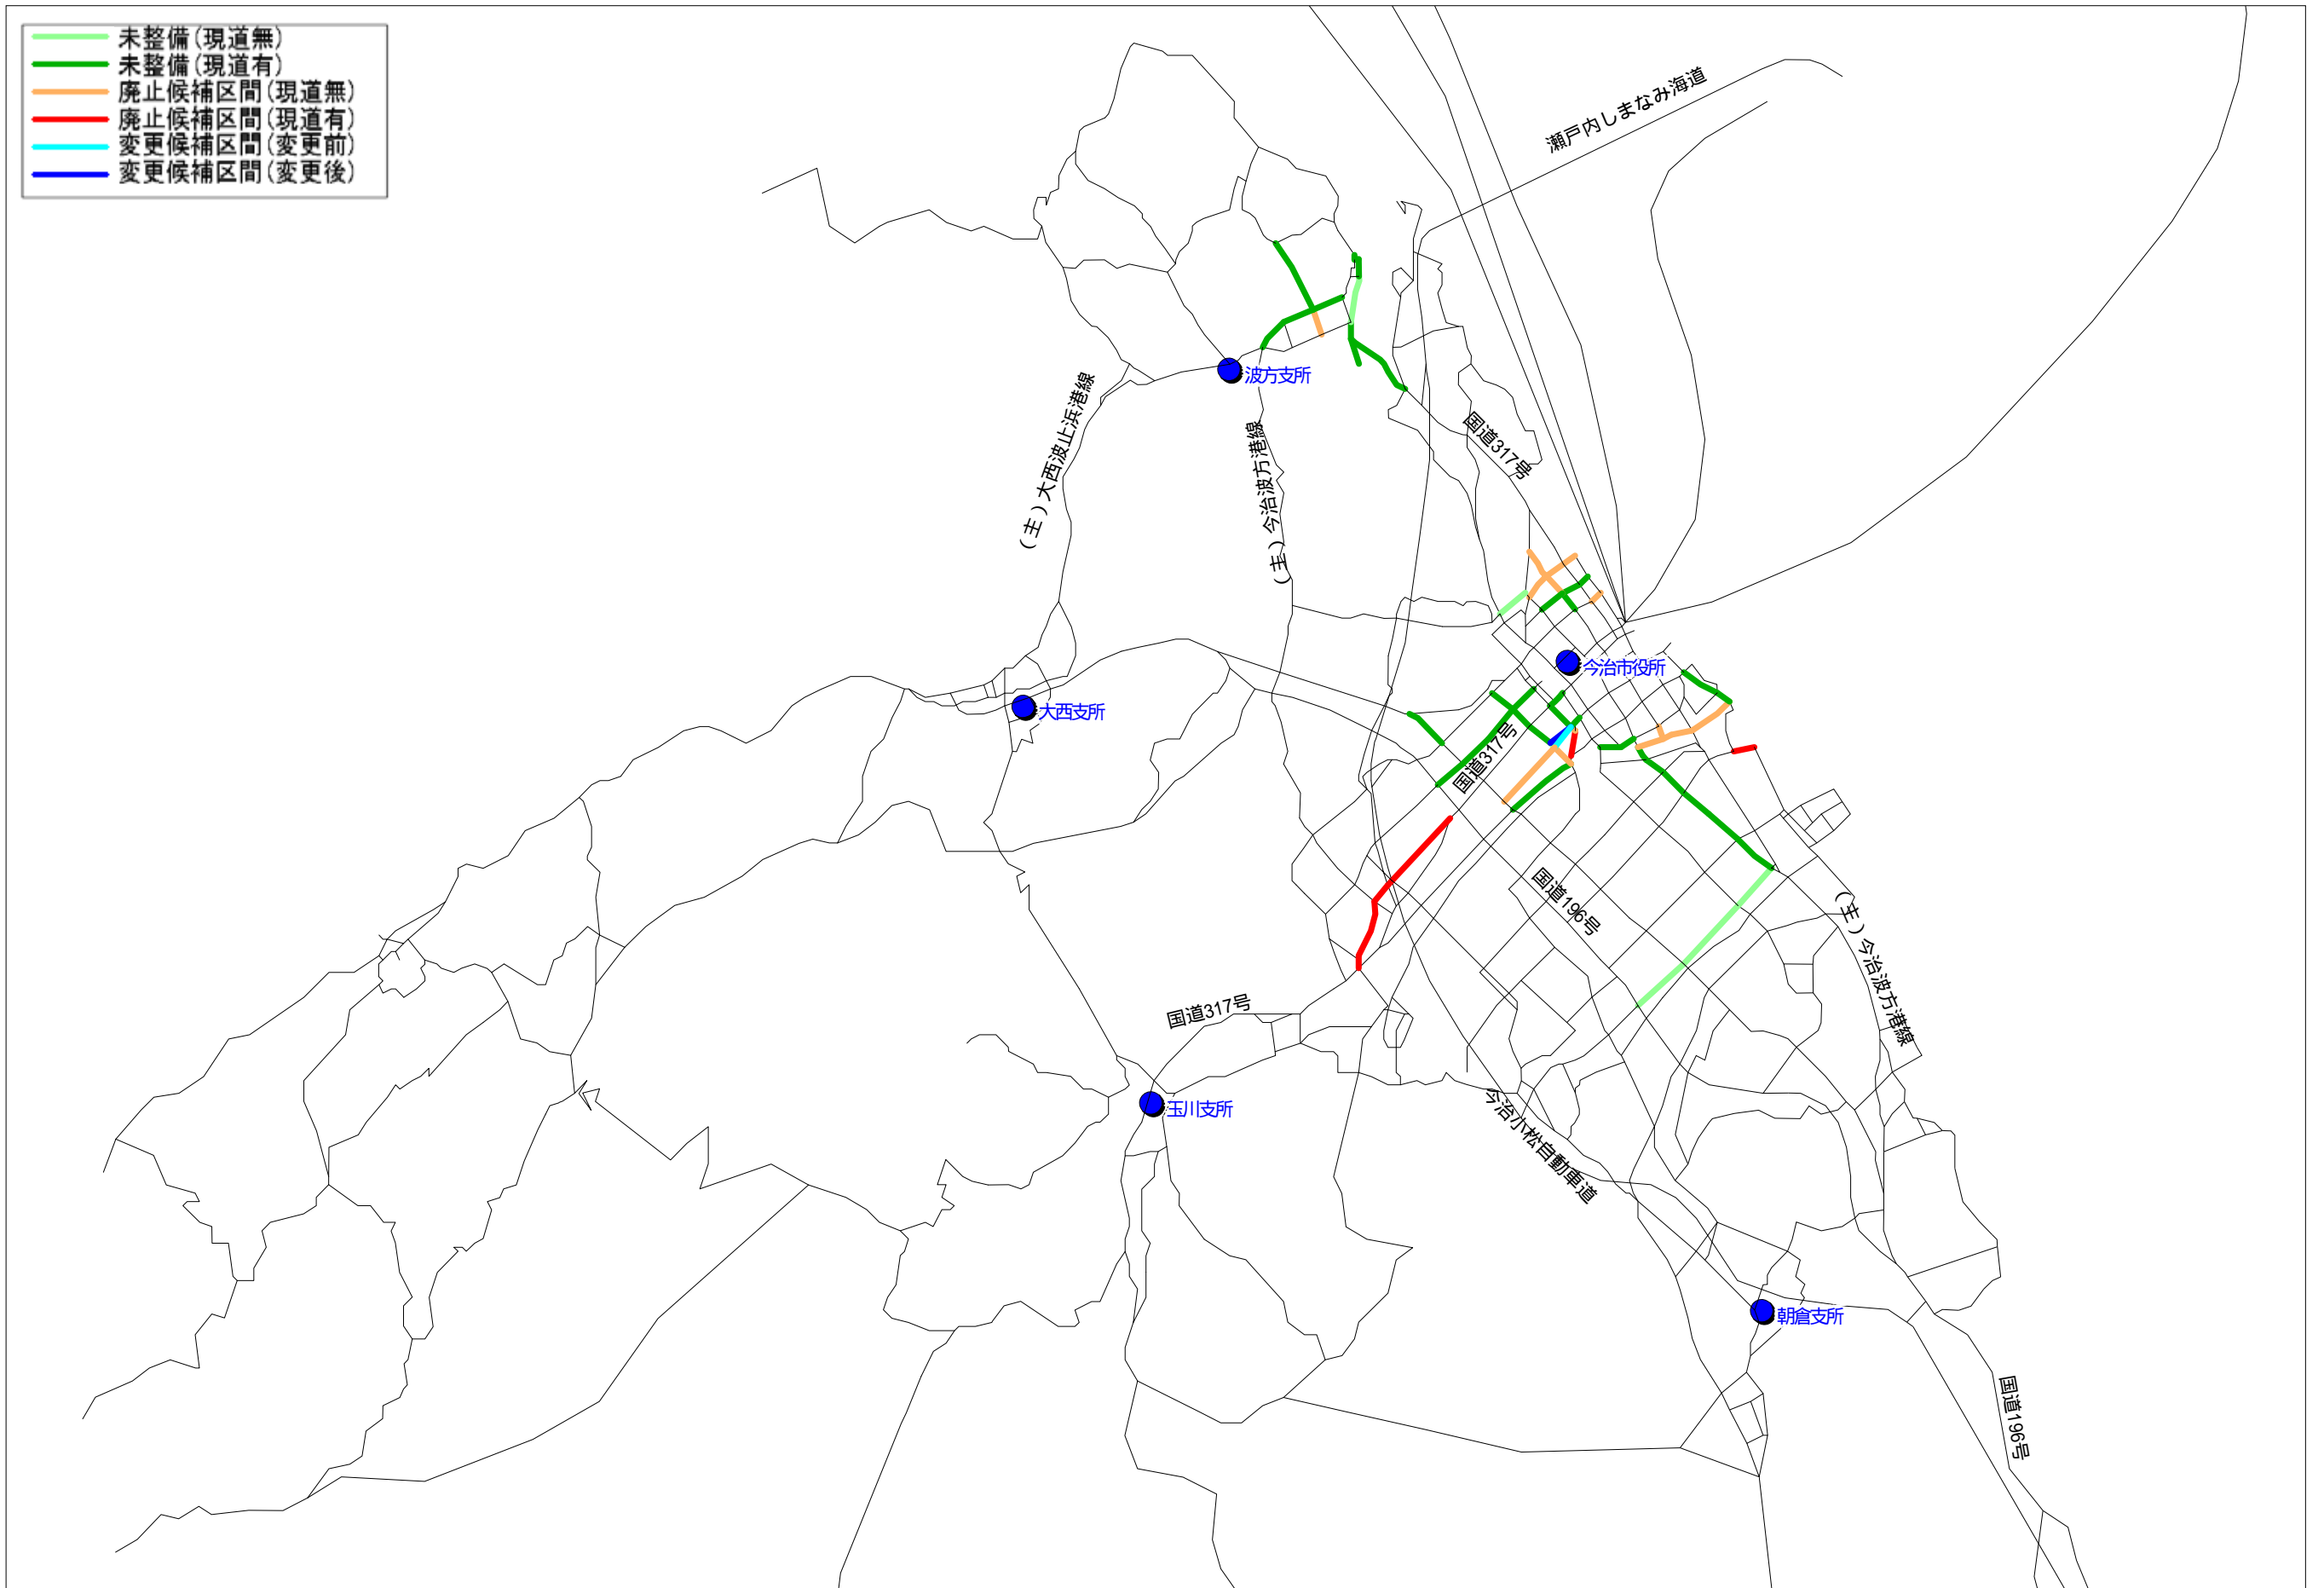 未整備(現道無)
未整備(現道有)
廃止候補区間(現道無)
廃止候補区間(現道有)
変更候補区間(変更前)
変更候補区間(変更後)
瀬戸内しまなみ海道
波方支所
(主)大西波止浜港線
(主)今治波方港線
国道317号
今治市役所
大西支所
国道317号
国道196号
(主)今治波方港線
国道317号
玉川支所
今治小松自動車道
朝倉支所
国道196号